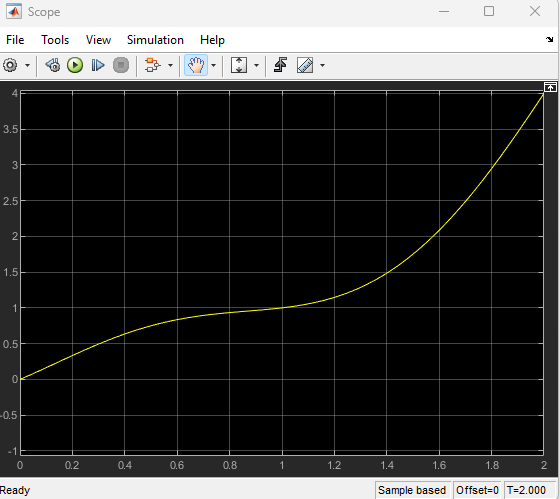 Scope
File Tools View Simulation Help
4
3.5
3
2.5
2
1.5
1
0.5
0
-0.5
-1
0 0.2 0.4 0.6 0.8 1 1.2 1.4 1.6 1.8 2
Ready Sample based Offset=0 T=2.000